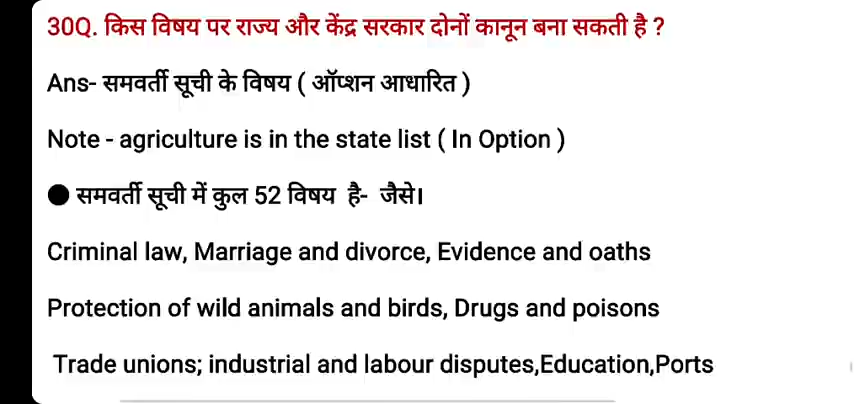 30Q. किस विषय पर राज्य और केंद्र सरकार दोनों कानून बना सकती है ?
Ans- समवर्ती सूची के विषय ( ऑप्शन आधारित )
Note - agriculture is in the state list ( In Option )
● समवर्ती सूची में कुल 52 विषय है- जैसे।
Criminal law, Marriage and divorce, Evidence and oaths
Protection of wild animals and birds, Drugs and poisons
Trade unions; industrial and labour disputes,Education,Ports